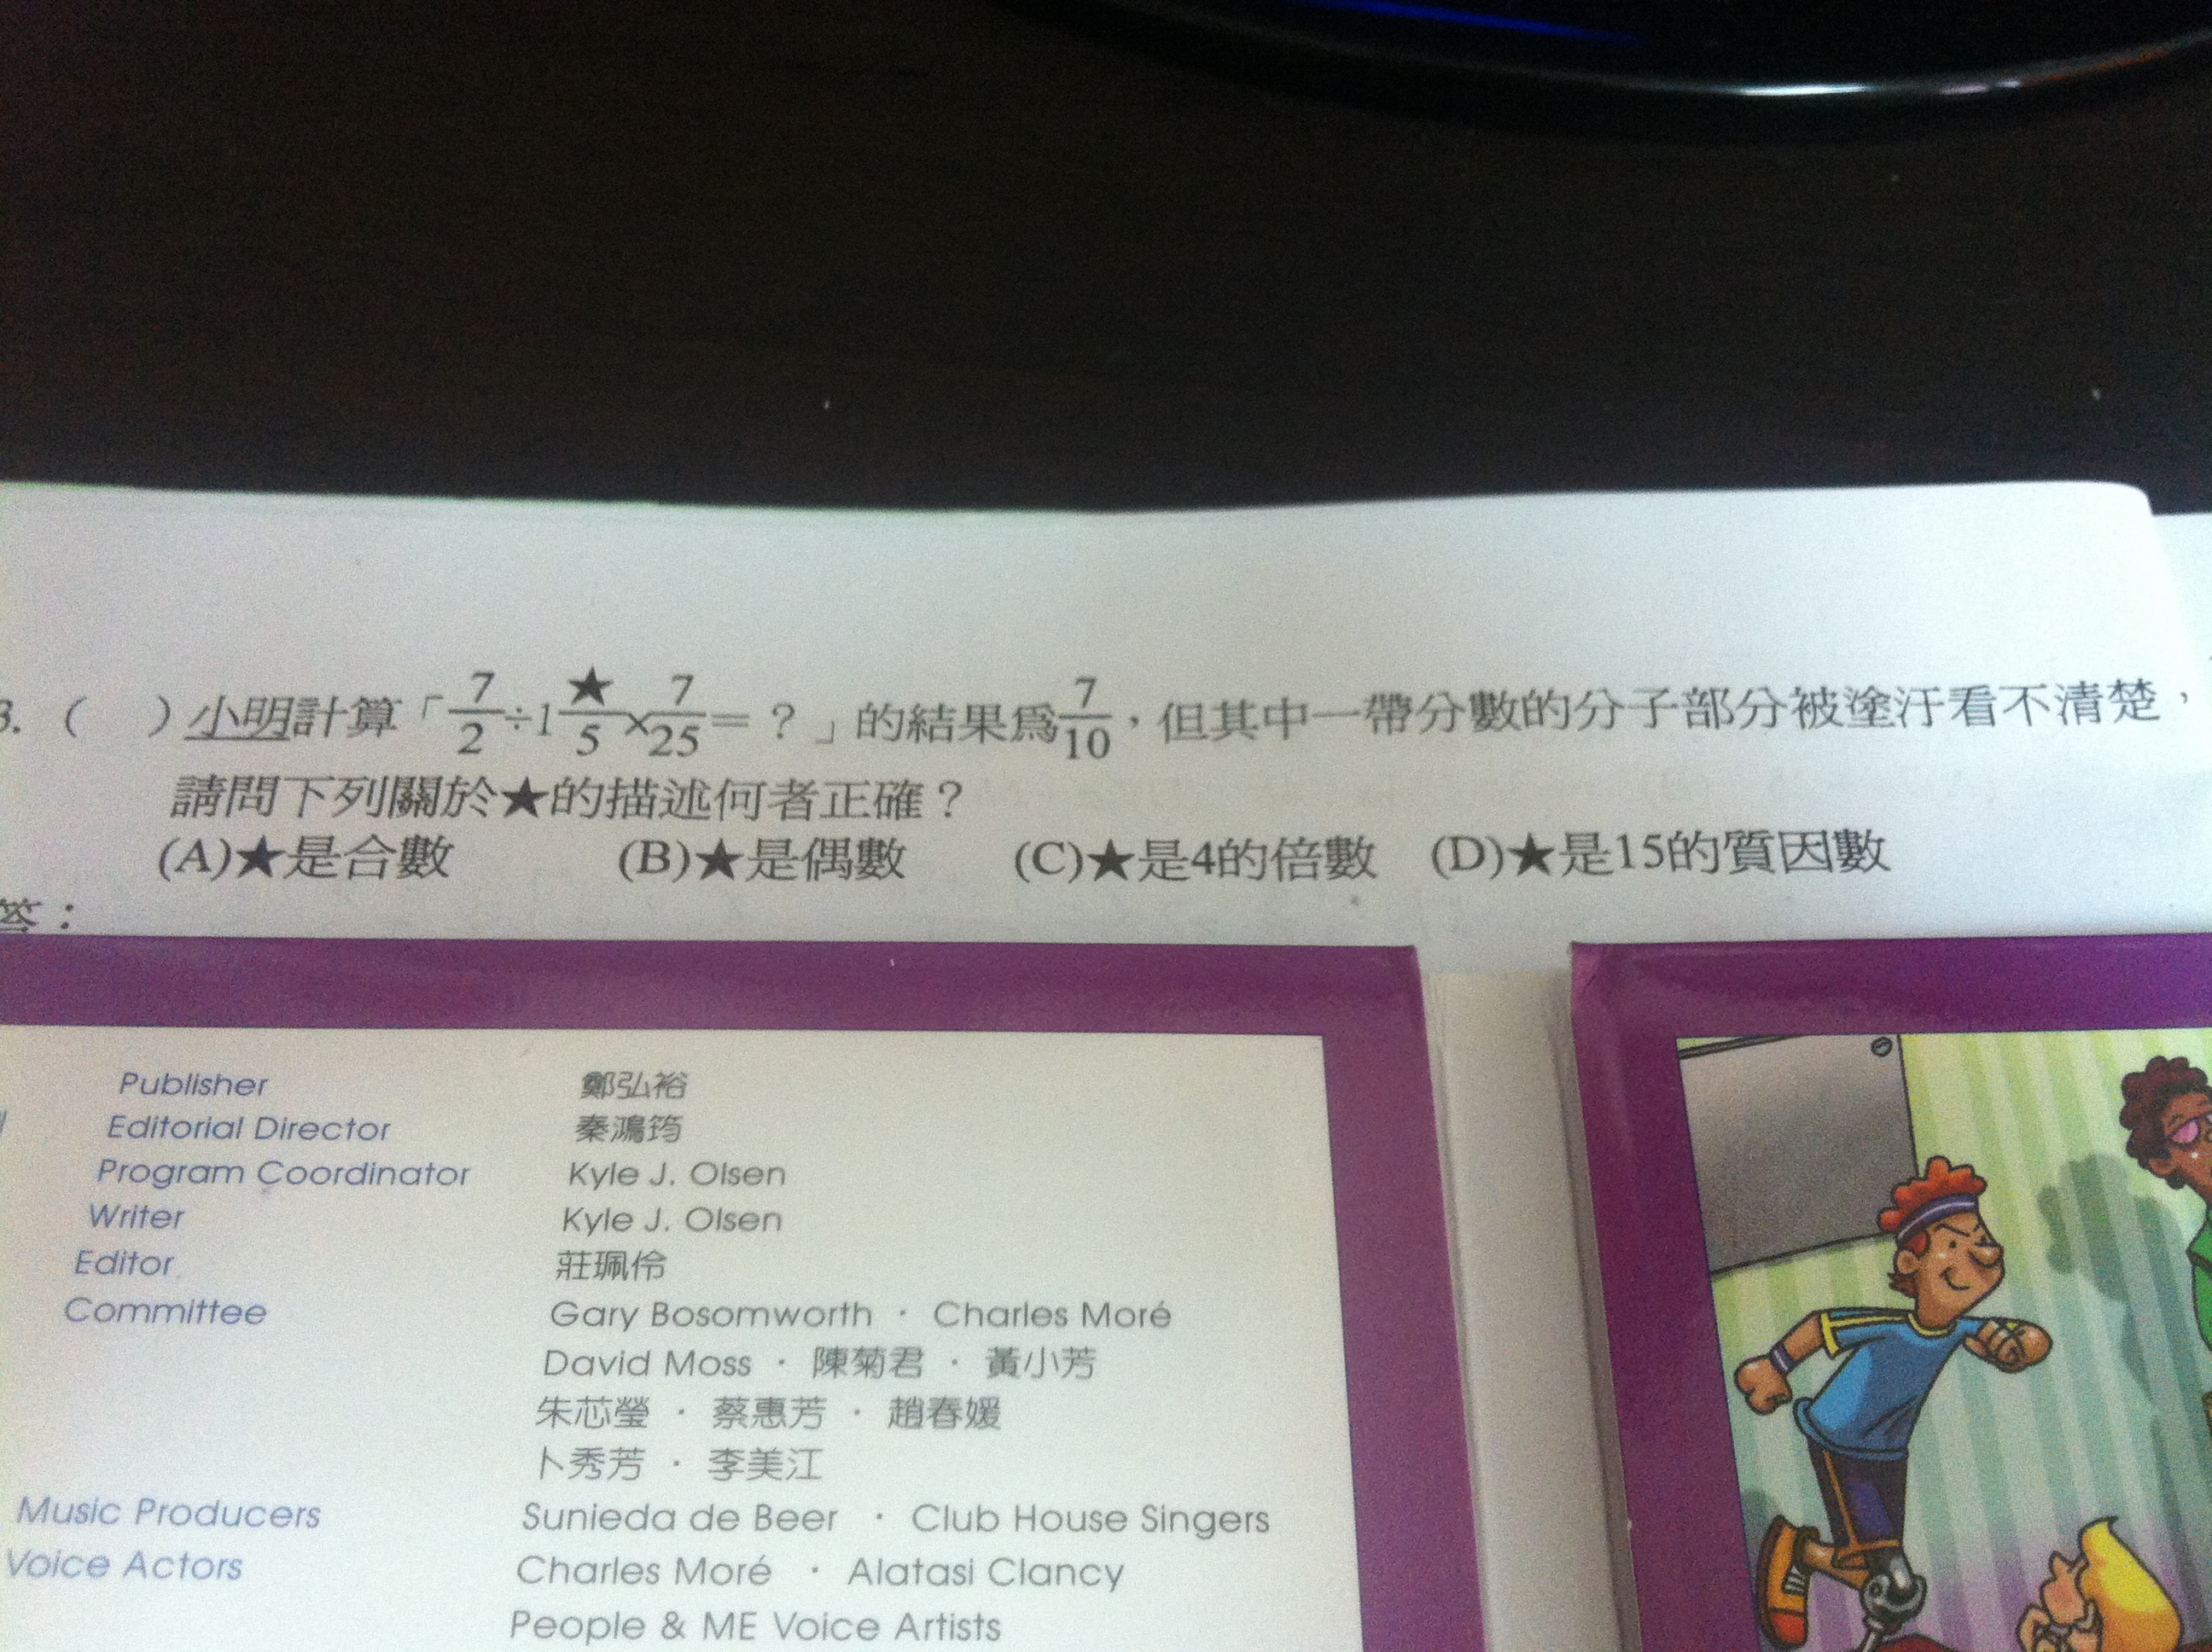 3. (　) 小明計算「7/2÷1★/5×7/25=？」的結果爲7/10，但其中一帶分數的分子部分被塗汙看不清楚，
請問下列關於★的描述何者正確？
(A)★是合數 (B)★是偶數 (C)★是4的倍數 (D)★是15的質因數
答：
Publisher 鄭弘裕
Editorial Director 秦鴻筠
Program Coordinator Kyle J. Olsen
Writer Kyle J. Olsen
Editor 莊珮伶
Committee Gary Bosomworth · Charles Moré
David Moss · 陳菊君 · 黃小芳
朱芯瑩 · 蔡惠芳 · 趙春媛
卜秀芳 · 李美江
Music Producers Sunieda de Beer · Club House Singers
Voice Actors Charles Moré · Alatasi Clancy
People & ME Voice Artists